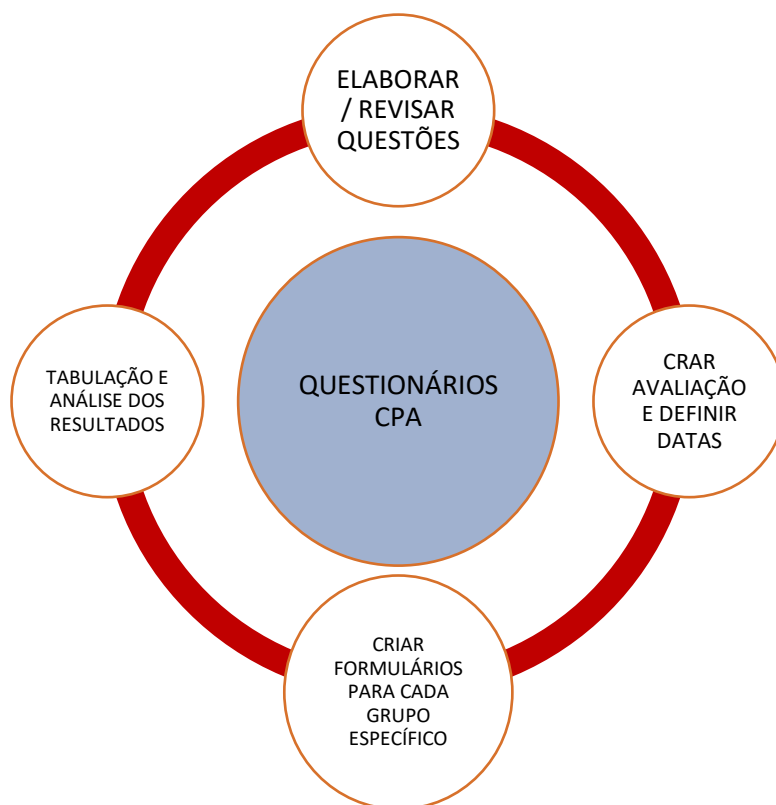 ELABORAR
/ REVISAR
QUESTÕES
CRAR
AVALIAÇÃO
E DEFINIR
DATAS
QUESTIONÁRIOS
CPA
TABULAÇÃO E
ANÁLISE DOS
RESULTADOS
CRIAR
FORMULÁRIOS
PARA CADA
GRUPO
ESPECÍFICO